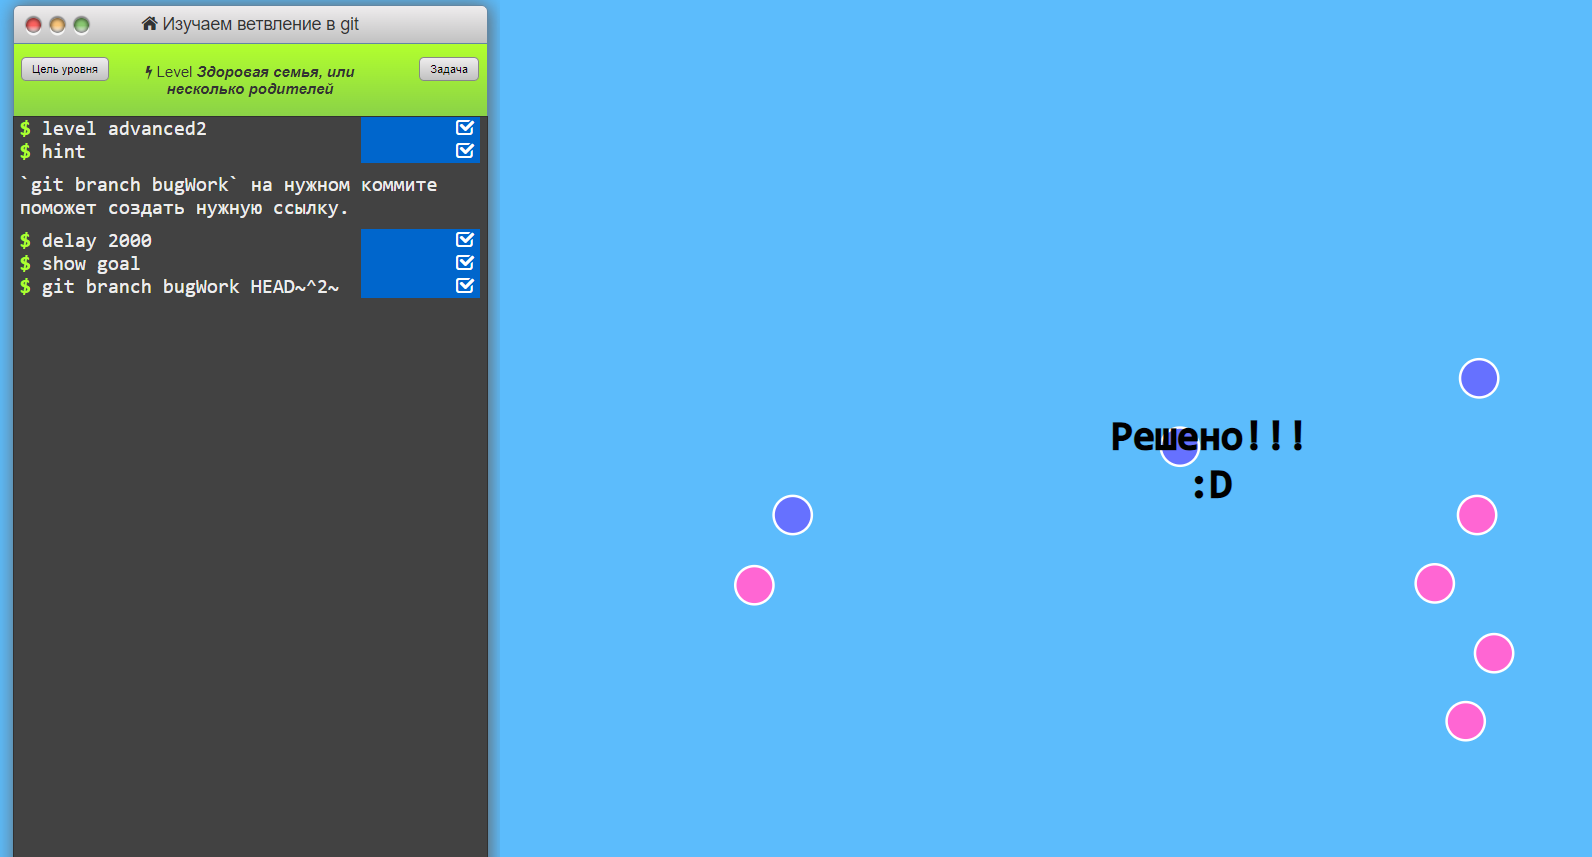 Изучаем ветвление в git
Цель уровня
Level Здоровая семья, или
несколько родителей
Задача
$ level advanced2
$ hint
`git branch bugWork` на нужном коммите
поможет создать нужную ссылку.
$ delay 2000
$ show goal
$ git branch bugWork HEAD~^2~
Решено!!!
:D